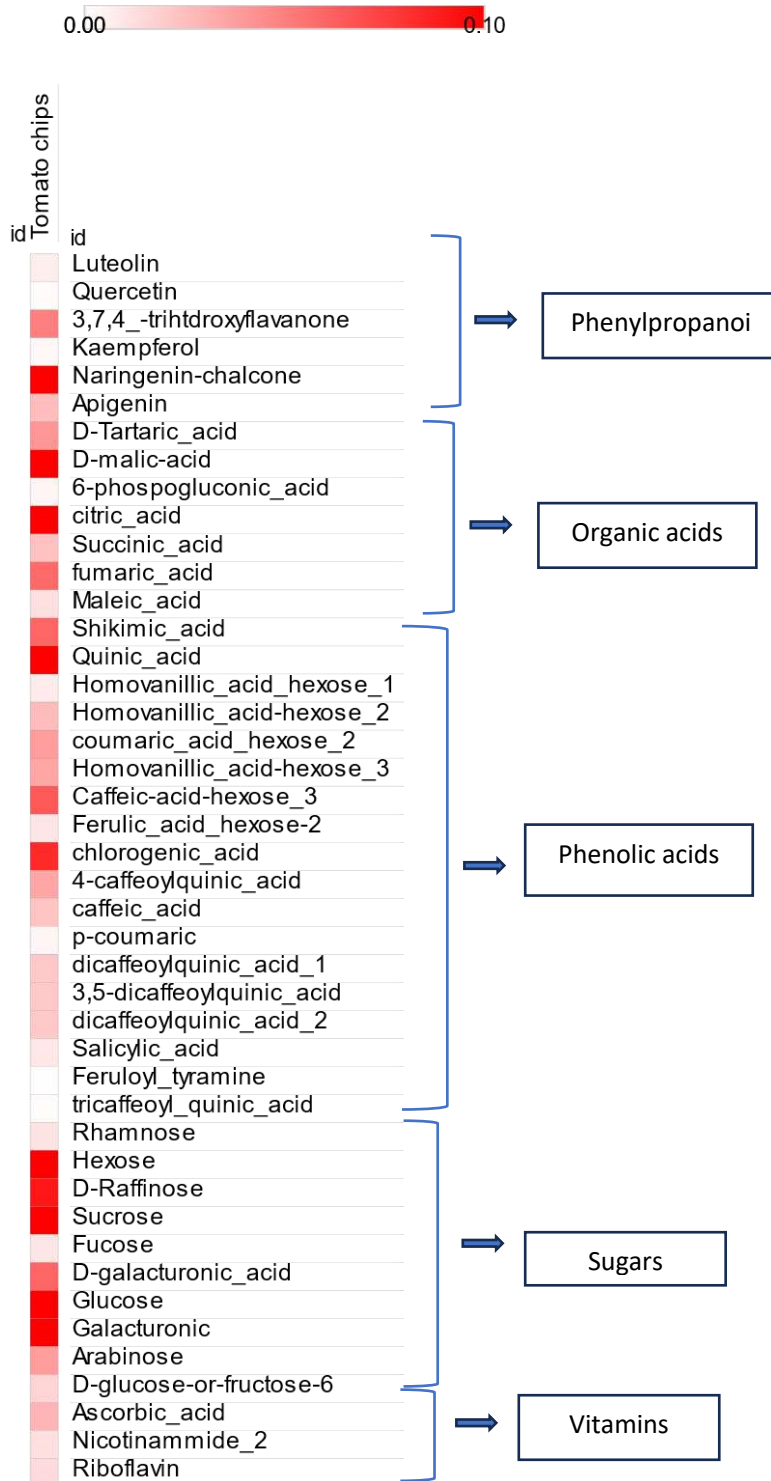 0.00 0.10
Tomato chips
id id
Luteolin
Quercetin
3,7,4_-trihtdroxyflavanone
Kaempferol
Naringenin-chalcone
Apigenin
Phenylpropanoi
D-Tartaric_acid
D-malic-acid
6-phospogluconic_acid
citric_acid
Succinic_acid
fumaric_acid
Maleic_acid
Organic acids
Shikimic_acid
Quinic_acid
Homovanillic_acid_hexose_1
Homovanillic_acid-hexose_2
coumaric_acid_hexose_2
Homovanillic_acid-hexose_3
Caffeic-acid-hexose_3
Ferulic_acid_hexose-2
chlorogenic_acid
4-caffeoylquinic_acid
caffeic_acid
p-coumaric
dicaffeoylquinic_acid_1
3,5-dicaffeoylquinic_acid
dicaffeoylquinic_acid_2
Salicylic_acid
Feruloyl_tyramine
tricaffeoyl_quinic_acid
Phenolic acids
Rhamnose
Hexose
D-Raffinose
Sucrose
Fucose
D-galacturonic_acid
Glucose
Galacturonic
Arabinose
D-glucose-or-fructose-6
Sugars
Ascorbic_acid
Nicotinammide_2
Riboflavin
Vitamins